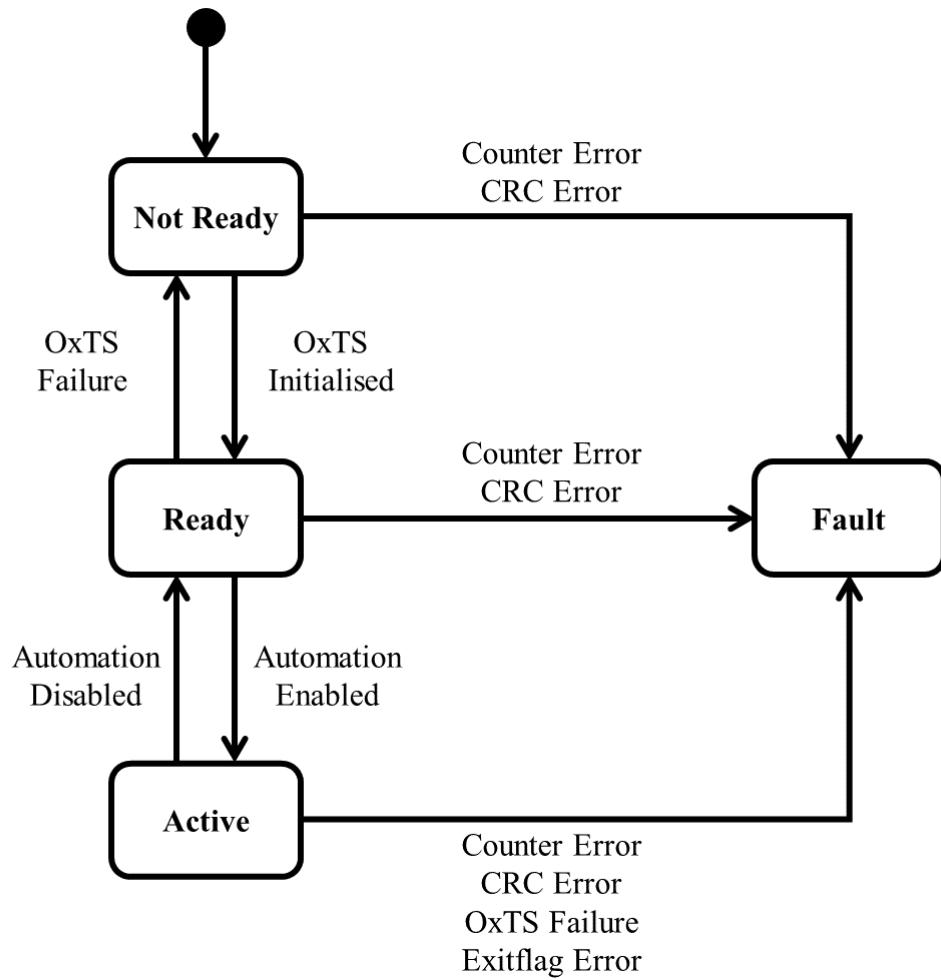 Counter Error
CRC Error
Not Ready
OxTS
Failure
OxTS
Initialised
Counter Error
CRC Error
Ready
Fault
Automation
Disabled
Automation
Enabled
Active
Counter Error
CRC Error
OxTS Failure
Exitflag Error